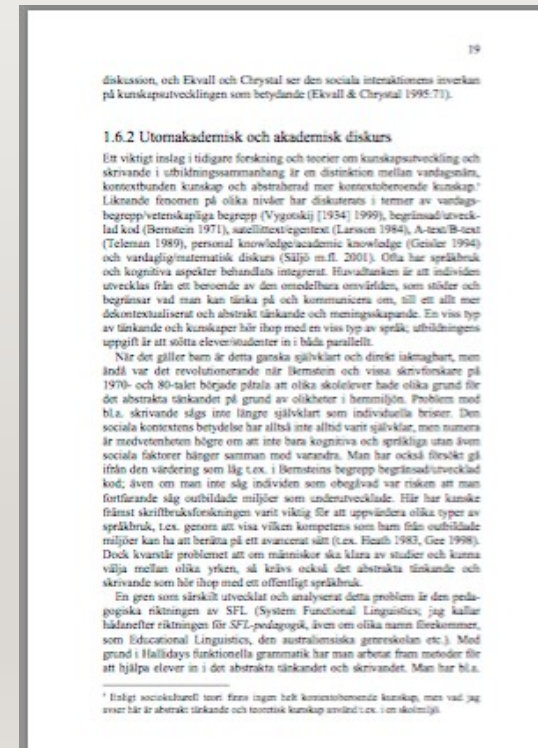 19
diskussion, och Ekvall och Chrystal ser den sociala interaktionens inverkan
på kunskapsutvecklingen som betydande (Ekvall & Chrystal 1995:71).
1.6.2 Utomakademisk och akademisk diskurs
Ett viktigt inslag i tidigare forskning och teorier om kunskapsutveckling och
skrivande i utbildningssammanhang är en distinktion mellan vardagsnära,
kontextbunden kunskap och abstraherad mer kontextoberoende kunskap.⁹
Liknande fenomen på olika nivåer har diskuterats i termer av vardags-
begrepp/vetenskapliga begrepp (Vygotskij [1934] 1999), begränsad/utveck-
lad kod (Bernstein 1971), satellittext/egentext (Larsson 1984), A-text/B-text
(Teleman 1989), personal knowledge/academic knowledge (Geisler 1994)
och vardaglig/matematisk diskurs (Säljö m.fl. 2001). Ofta har språkbruk
och kognitiva aspekter behandlats integrerat. Huvudtanken är att individen
utvecklas från ett beroende av den omedelbara omvärlden, som stöder och
begränsar vad man kan tänka på och kommunicera om, till ett allt mer
dekontextualiserat och abstrakt tänkande och meningsskapande. En viss typ
av tänkande och kunskaper hör ihop med en viss typ av språk; utbildningens
uppgift är att stötta elever/studenter in i båda parallellt.
När det gäller barn är detta ganska självklart och direkt iakttagbart, men
ändå var det revolutionerande när Bernstein och vissa skrivforskare på
1970- och 80-talet började påtala att olika skolelever hade olika grund för
det abstrakta tänkandet på grund av olikheter i hemmiljön. Problem med
bl.a. skrivande sågs inte längre självklart som individuella brister. Den
sociala kontextens betydelse har alltså inte alltid varit självklar, men numera
är medvetenheten högre om att inte bara kognitiva och språkliga utan även
sociala faktorer hänger samman med varandra. Man har också försökt gå
ifrån den värdering som låg t.ex. i Bernsteins begrepp begränsad/utvecklad
kod; även om man inte såg individen som obegåvad var risken att man
fortfarande såg outbildade miljöer som underutvecklade. Här har kanske
främst skriftbruksforskningen varit viktig för att uppvärdera olika typer av
språkbruk, t.ex. genom att visa vilken kompetens som barn från outbildade
miljöer kan ha att berätta på ett avancerat sätt (t.ex. Heath 1983, Gee 1998).
Dock kvarstår problemet att om människor ska klara av studier och kunna
välja mellan olika yrken, så krävs också det abstrakta tänkande och
skrivande som hör ihop med ett offentligt språkbruk.
En gren som särskilt utvecklat och analyserat detta problem är den peda-
gogiska riktningen av SFL (System Functional Linguistics; jag kallar
hädanefter riktningen för SFL-pedagogik, även om olika namn förekommer,
som Educational Linguistics, den australiensiska genreskolan etc.). Med
grund i Hallidays funktionella grammatik har man arbetat fram metoder för
att hjälpa elever in i det abstrakta tänkandet och skrivandet. Man har bl.a.
Enligt sociokulturell teori finns ingen helt kontextoberoende kunskap, men vad jag
avser här är abstrakt tänkande och teoretisk kunskap använd t.ex. i en skolmiljö.